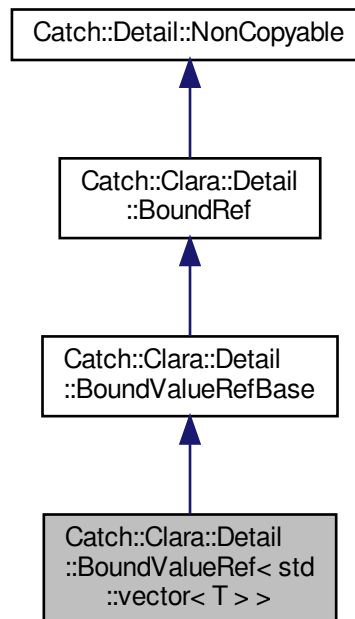 Catch::Detail::NonCopyable
Catch::Clara::Detail
::BoundRef
Catch::Clara::Detail
::BoundValueRefBase
Catch::Clara::Detail
::BoundValueRef< std
::vector< T > >